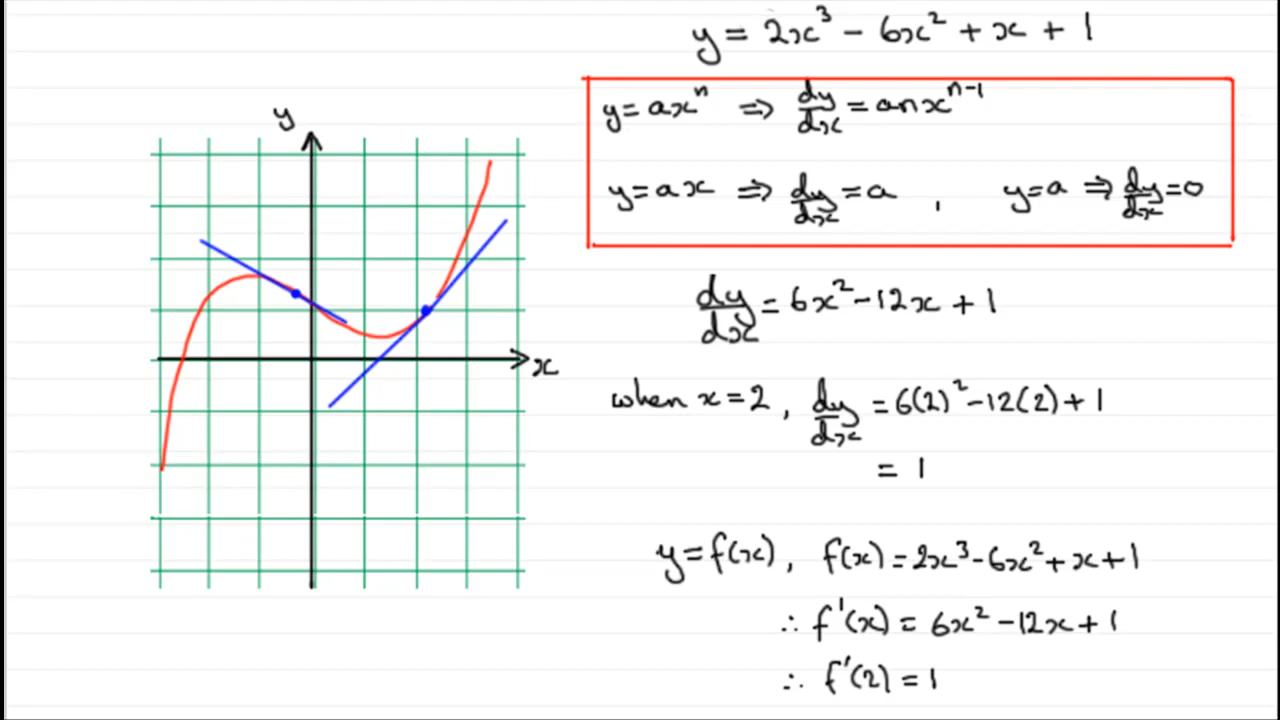 y = 2x³ - 6x² + x + 1
y = axⁿ ⇒ dy/dx = anxⁿ⁻¹
y = ax ⇒ dy/dx = a , y = a ⇒ dy/dx = 0
y
x
dy/dx = 6x² - 12x + 1
when x = 2 , dy/dx = 6(2)² - 12(2) + 1
= 1
y = f(x) , f(x) = 2x³ - 6x² + x + 1
∴ f'(x) = 6x² - 12x + 1
∴ f'(2) = 1